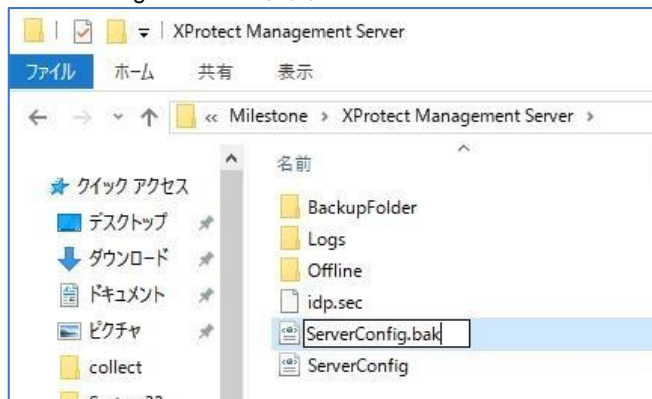 XProtect Management Server
ファイル ホーム 共有 表示
« Milestone › XProtect Management Server ›
クイック アクセス
デスクトップ
ダウンロード
ドキュメント
ピクチャ
collect
名前
BackupFolder
Logs
Offline
idp.sec
ServerConfig.bak
ServerConfig